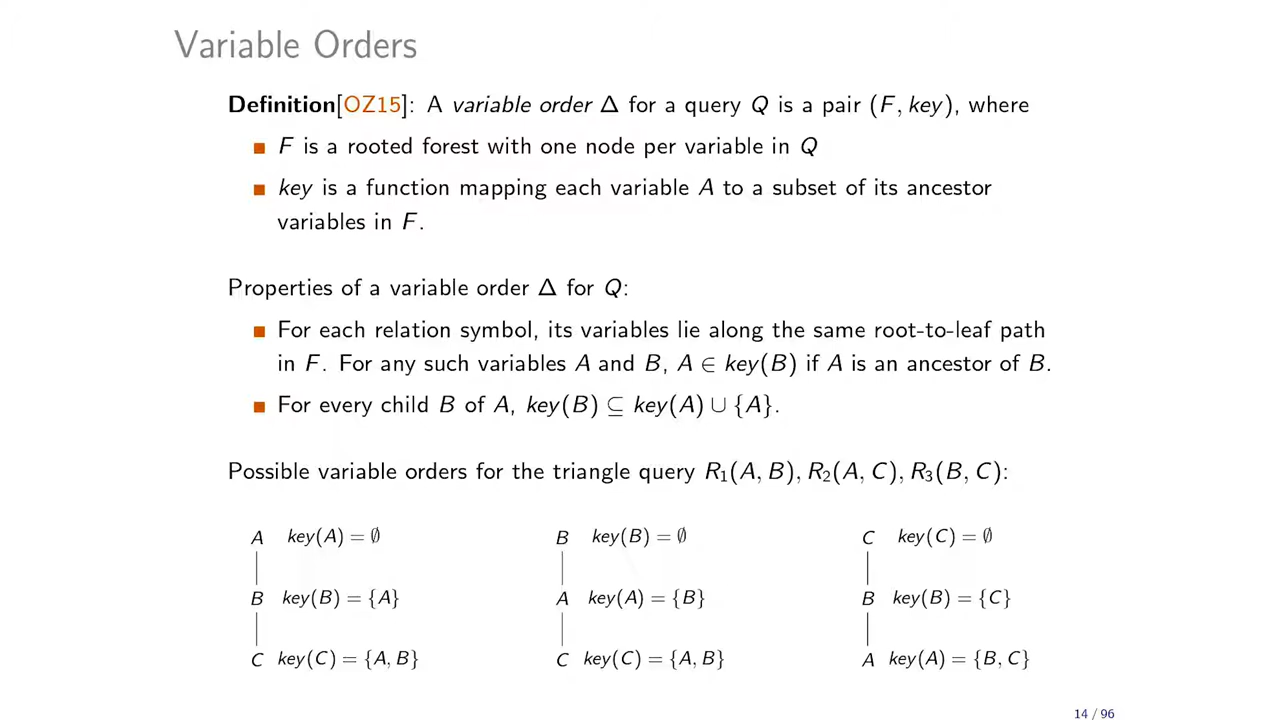 Variable Orders
Definition[OZ15]: A variable order Δ for a query Q is a pair (F, key), where
■ F is a rooted forest with one node per variable in Q
■ key is a function mapping each variable A to a subset of its ancestor
variables in F.
Properties of a variable order Δ for Q:
■ For each relation symbol, its variables lie along the same root-to-leaf path
in F. For any such variables A and B, A ∈ key(B) if A is an ancestor of B.
■ For every child B of A, key(B) ⊆ key(A) ∪ {A}.
Possible variable orders for the triangle query R₁(A, B), R₂(A, C), R₃(B, C):
A key(A) = ∅ B key(B) = ∅ C key(C) = ∅
B key(B) = {A} A key(A) = {B} B key(B) = {C}
C key(C) = {A, B} C key(C) = {A, B} A key(A) = {B, C}
14 / 96